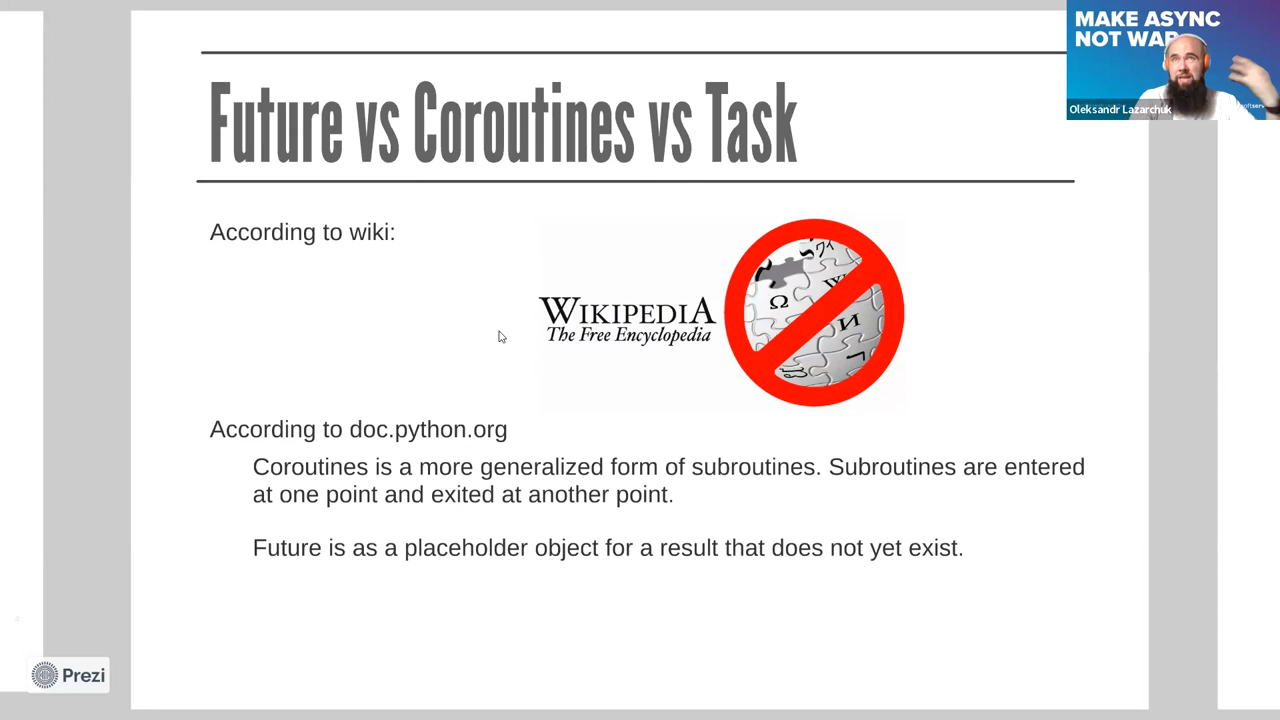 MAKE ASYNC
NOT WAR
Oleksandr Lazarchuk
Future vs Coroutines vs Task
According to wiki:
WIKIPEDIA
The Free Encyclopedia
According to doc.python.org
Coroutines is a more generalized form of subroutines. Subroutines are entered
at one point and exited at another point.
Future is as a placeholder object for a result that does not yet exist.
Prezi